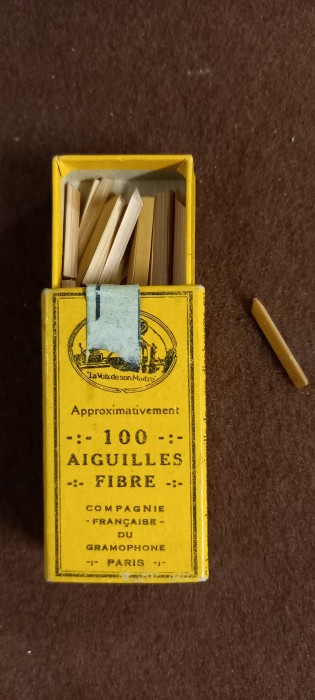 "La Voix de son Maître"
Approximativement
-:- 100 -:-
AIGUILLES
-:- FIBRE -:-
COMPAGNIE
- FRANÇAISE -
DU
GRAMOPHONE
-:- PARIS -:-